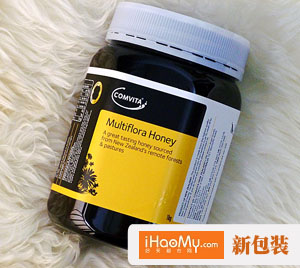 COMVITA
Multiflora Honey
A great tasting honey sourced
from New Zealand's remote forests
& pastures
iHaoMy.com
新包装